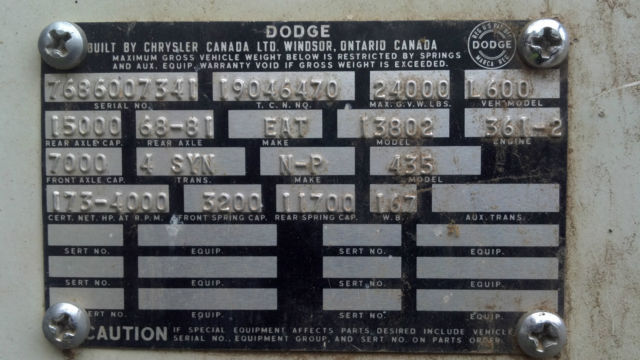 DODGE
BUILT BY CHRYSLER CANADA LTD. WINDSOR, ONTARIO CANADA
MAXIMUM GROSS VEHICLE WEIGHT BELOW IS RESTRICTED BY SPRINGS
AND AUX. EQUIP. WARRANTY VOID IF GROSS WEIGHT IS EXCEEDED.
DODGE
7686007341 19046470 24000 L600
SERIAL NO. T.C.N.NO. MAX. G.V.W. LBS. VEH MODEL
15000 68-81 EAT 13802 361-2
REAR AXLE CAP. REAR AXLE MAKE MODEL ENGINE
7000 4 SYN N-P 435
FRONT AXLE CAP. TRANS. MAKE MODEL
173-4000 3200 11700 167
CERT. NET. HP. AT R.P.M. FRONT SPRING CAP. REAR SPRING CAP. W.B. AUX. TRANS.
SERT NO. EQUIP. SERT NO. EQUIP.
SERT NO. EQUIP. SERT NO. EQUIP.
SERT NO. EQUIP. SERT NO. EQUIP.
CAUTION IF SPECIAL EQUIPMENT AFFECTS PARTS, DESIRED INCLUDE VEHICLE
SERIAL NO., EQUIPMENT GROUP, AND SERT NO. ON PARTS ORDER.